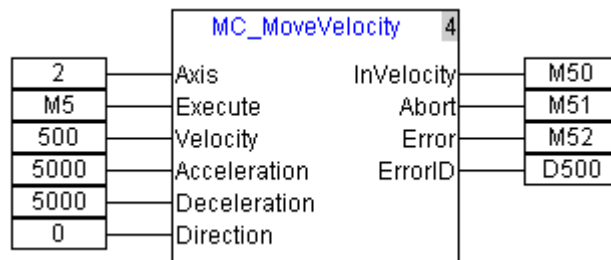 MC_MoveVelocity 4
2 Axis InVelocity M50
M5 Execute Abort M51
500 Velocity Error M52
5000 Acceleration ErrorID D500
5000 Deceleration
0 Direction